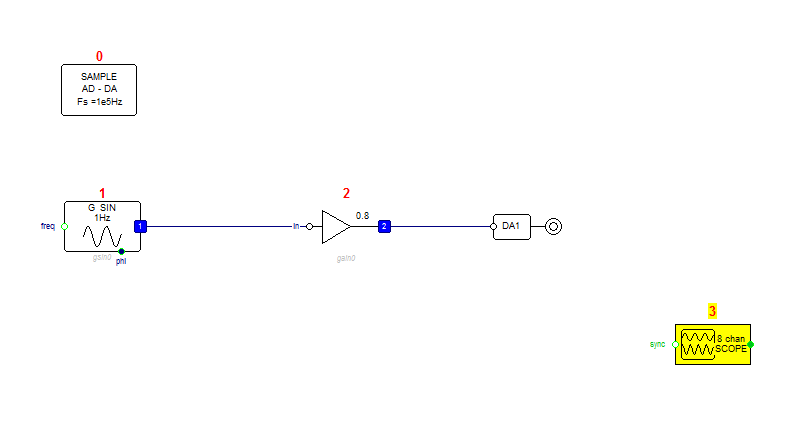 0
SAMPLE
AD - DA
Fs =1e5Hz
1
G SIN
1Hz
freq
1
gsin0
phi
2
in
0.8
2
gain0
DA1
3
sync
8 chan
SCOPE